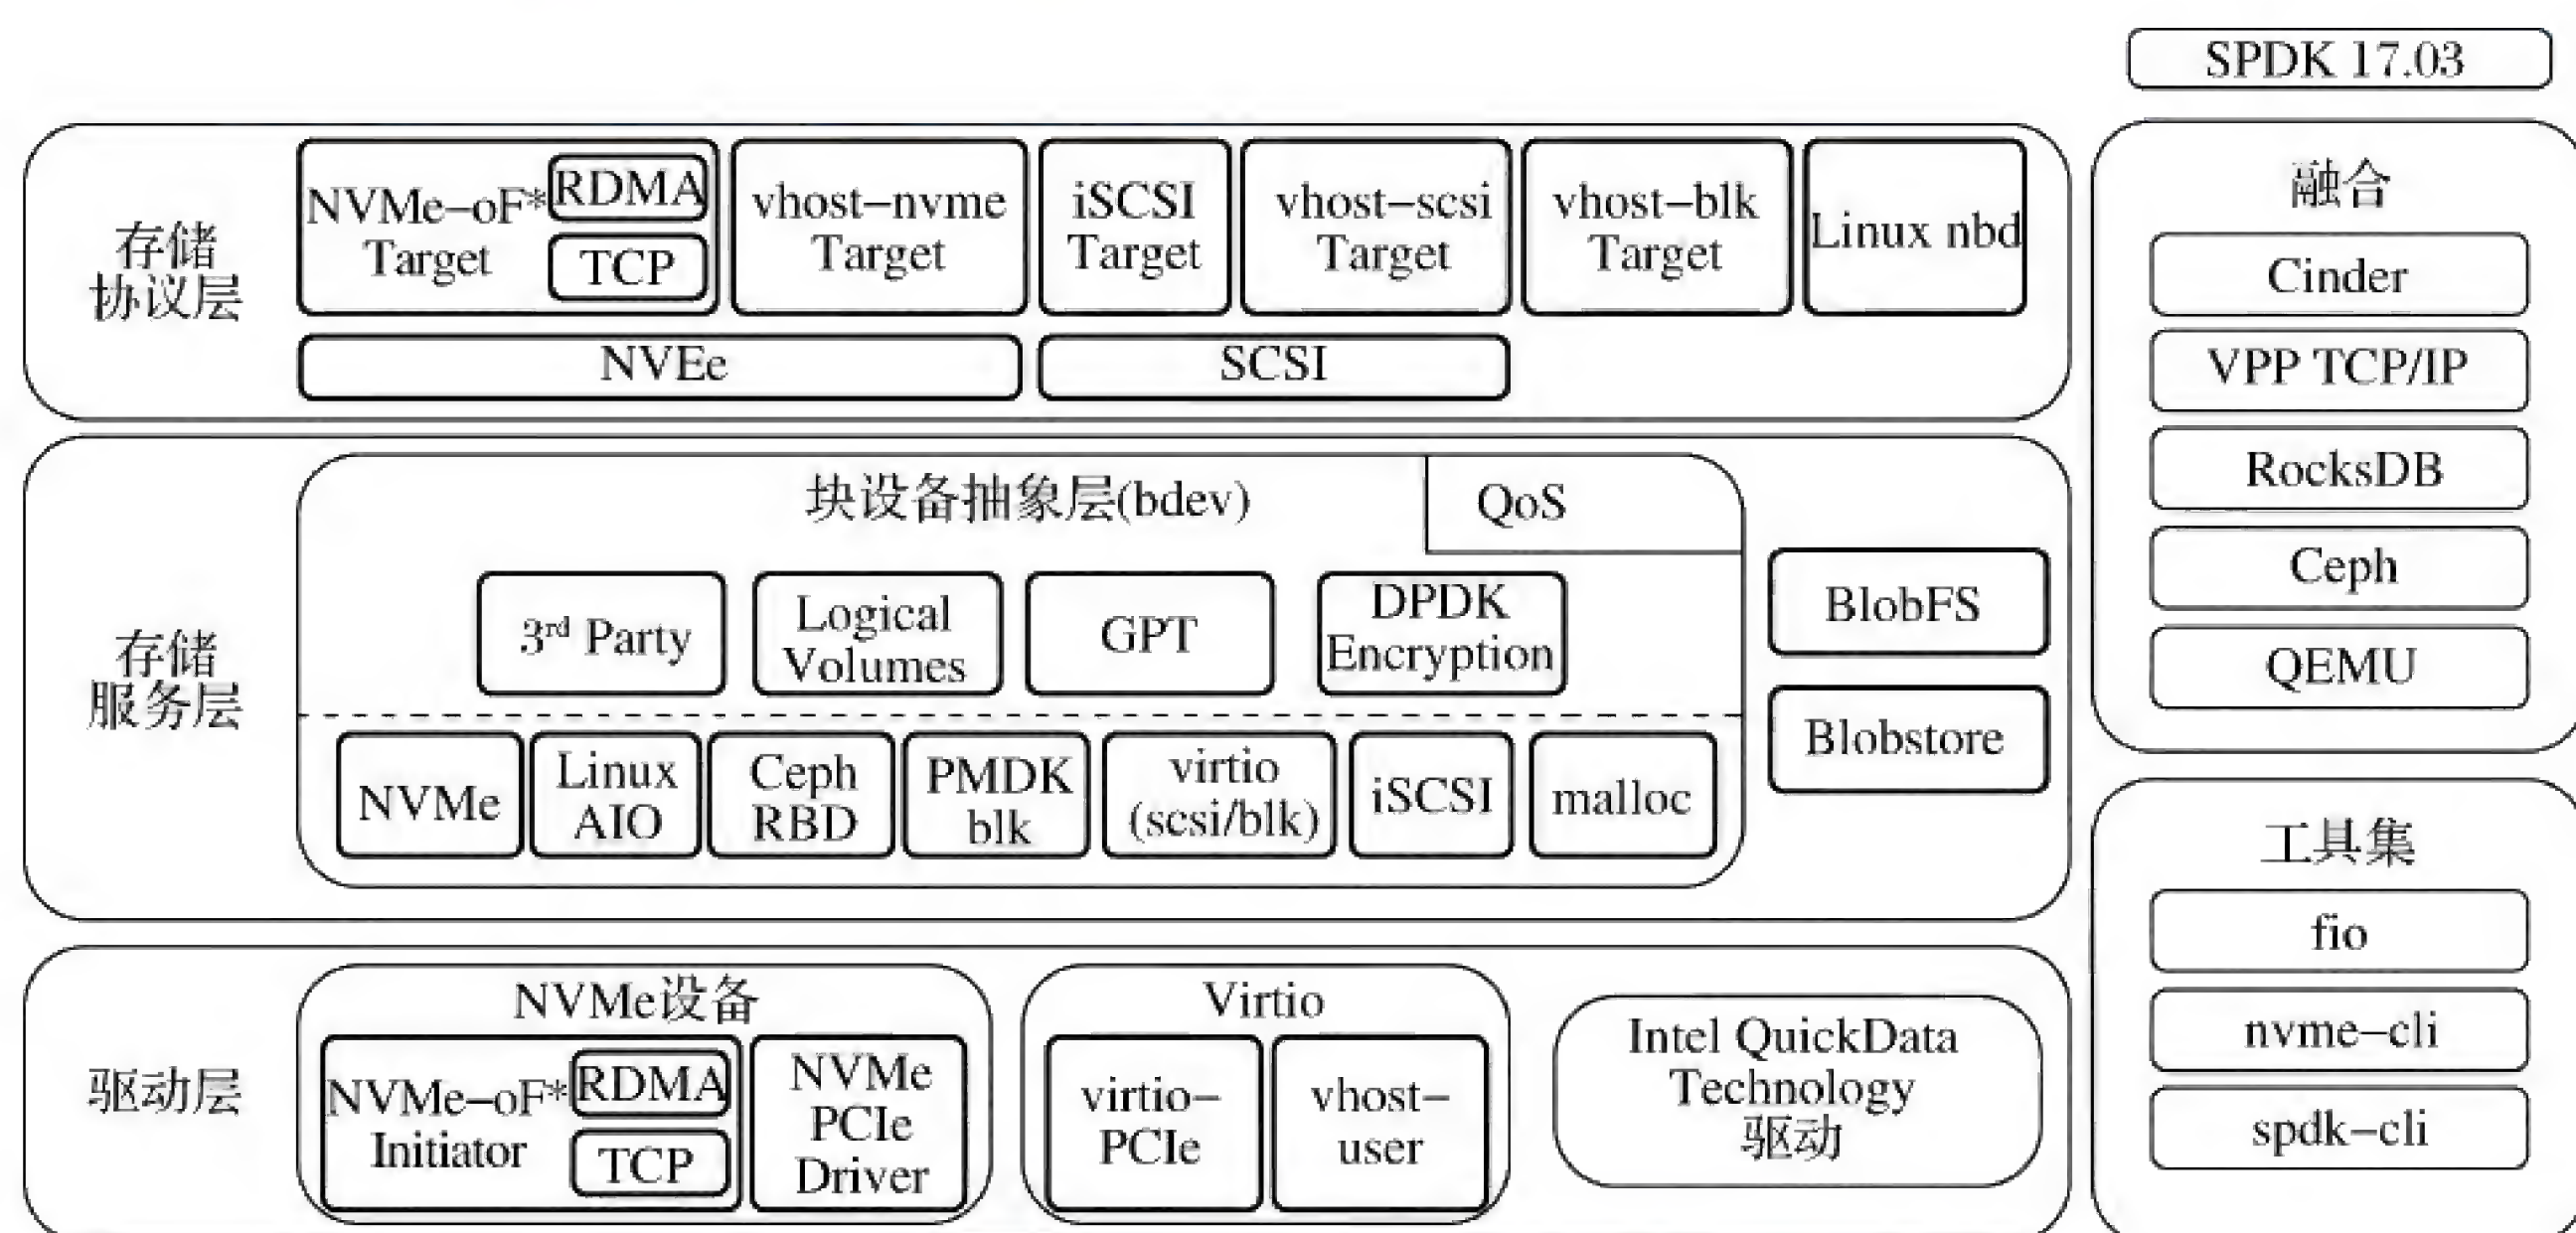 SPDK 17.03
存储
协议层
NVMe-oF*
Target
RDMA
TCP
vhost-nvme
Target
iSCSI
Target
vhost-scsi
Target
vhost-blk
Target
Linux nbd
NVEe
SCSI
存储
服务层
块设备抽象层(bdev)
QoS
3rd Party
Logical
Volumes
GPT
DPDK
Encryption
NVMe
Linux
AIO
Ceph
RBD
PMDK
blk
virtio
(scsi/blk)
iSCSI
malloc
BlobFS
Blobstore
驱动层
NVMe设备
NVMe-oF*
Initiator
RDMA
TCP
NVMe
PCIe
Driver
Virtio
virtio-
PCIe
vhost-
user
Intel QuickData
Technology
驱动
融合
Cinder
VPP TCP/IP
RocksDB
Ceph
QEMU
工具集
fio
nvme-cli
spdk-cli